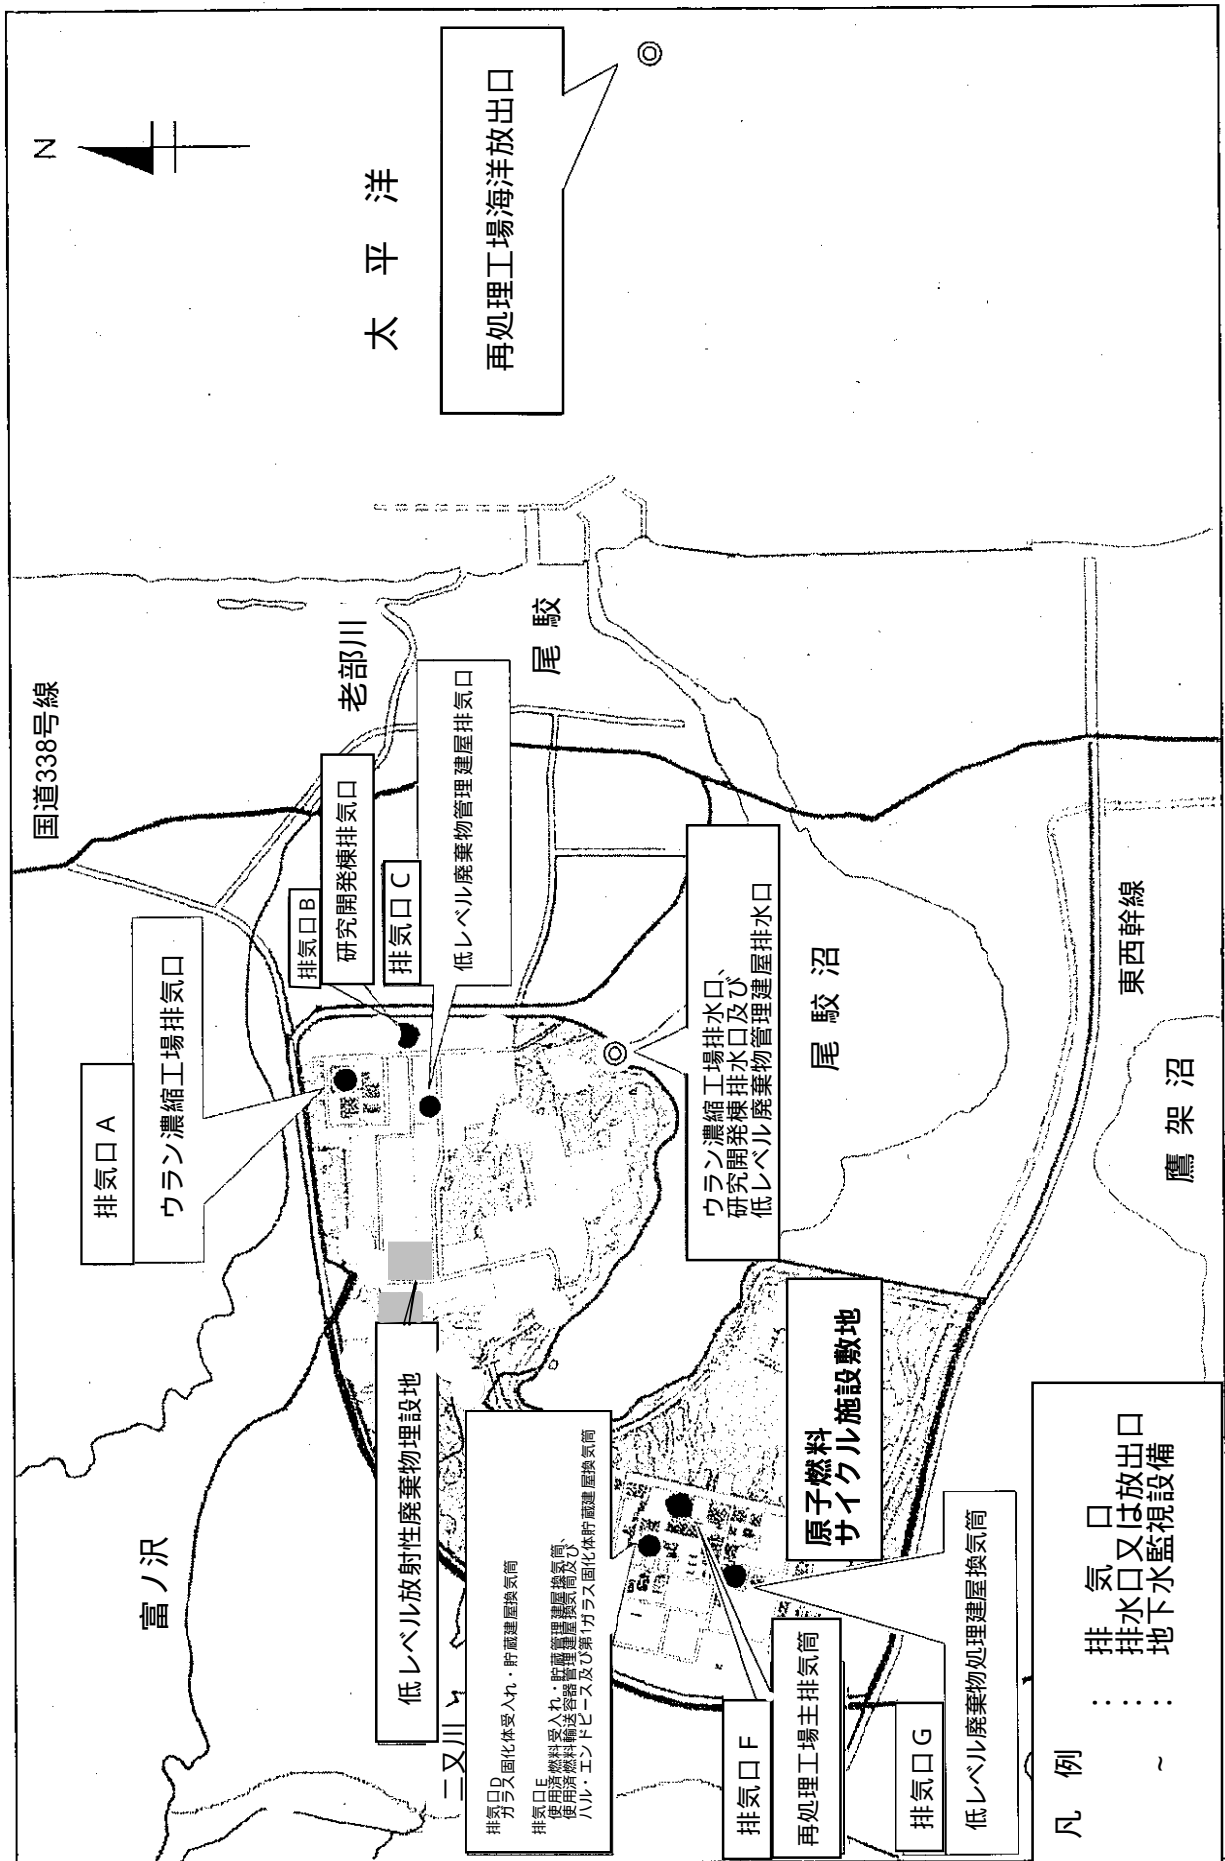 N
太平洋
再処理工場海洋放出口
国道338号線
老部川
尾駮
排気口A
ウラン濃縮工場排気口
排気口B
研究開発棟排気口
排気口C
低レベル廃棄物管理建屋排気口
富ノ沢
低レベル放射性廃棄物埋設地
ウラン濃縮工場排水口、
研究開発棟排水口及び
低レベル廃棄物管理建屋排水口
尾駮沼
二又川
排気口D
ガラス固化体受入れ・貯蔵建屋換気筒
排気口E
使用済燃料受入れ・貯蔵管理建屋換気筒、
使用済燃料輸送容器管理建屋換気筒及び
ハル・エンドピース及び第1ガラス固化体貯蔵建屋換気筒
原子燃料
サイクル施設敷地
東西幹線
鷹架沼
排気口F
再処理工場主排気筒
排気口G
低レベル廃棄物処理建屋換気筒
凡例
: 排気口
: 排水口又は放出口
~ : 地下水監視設備